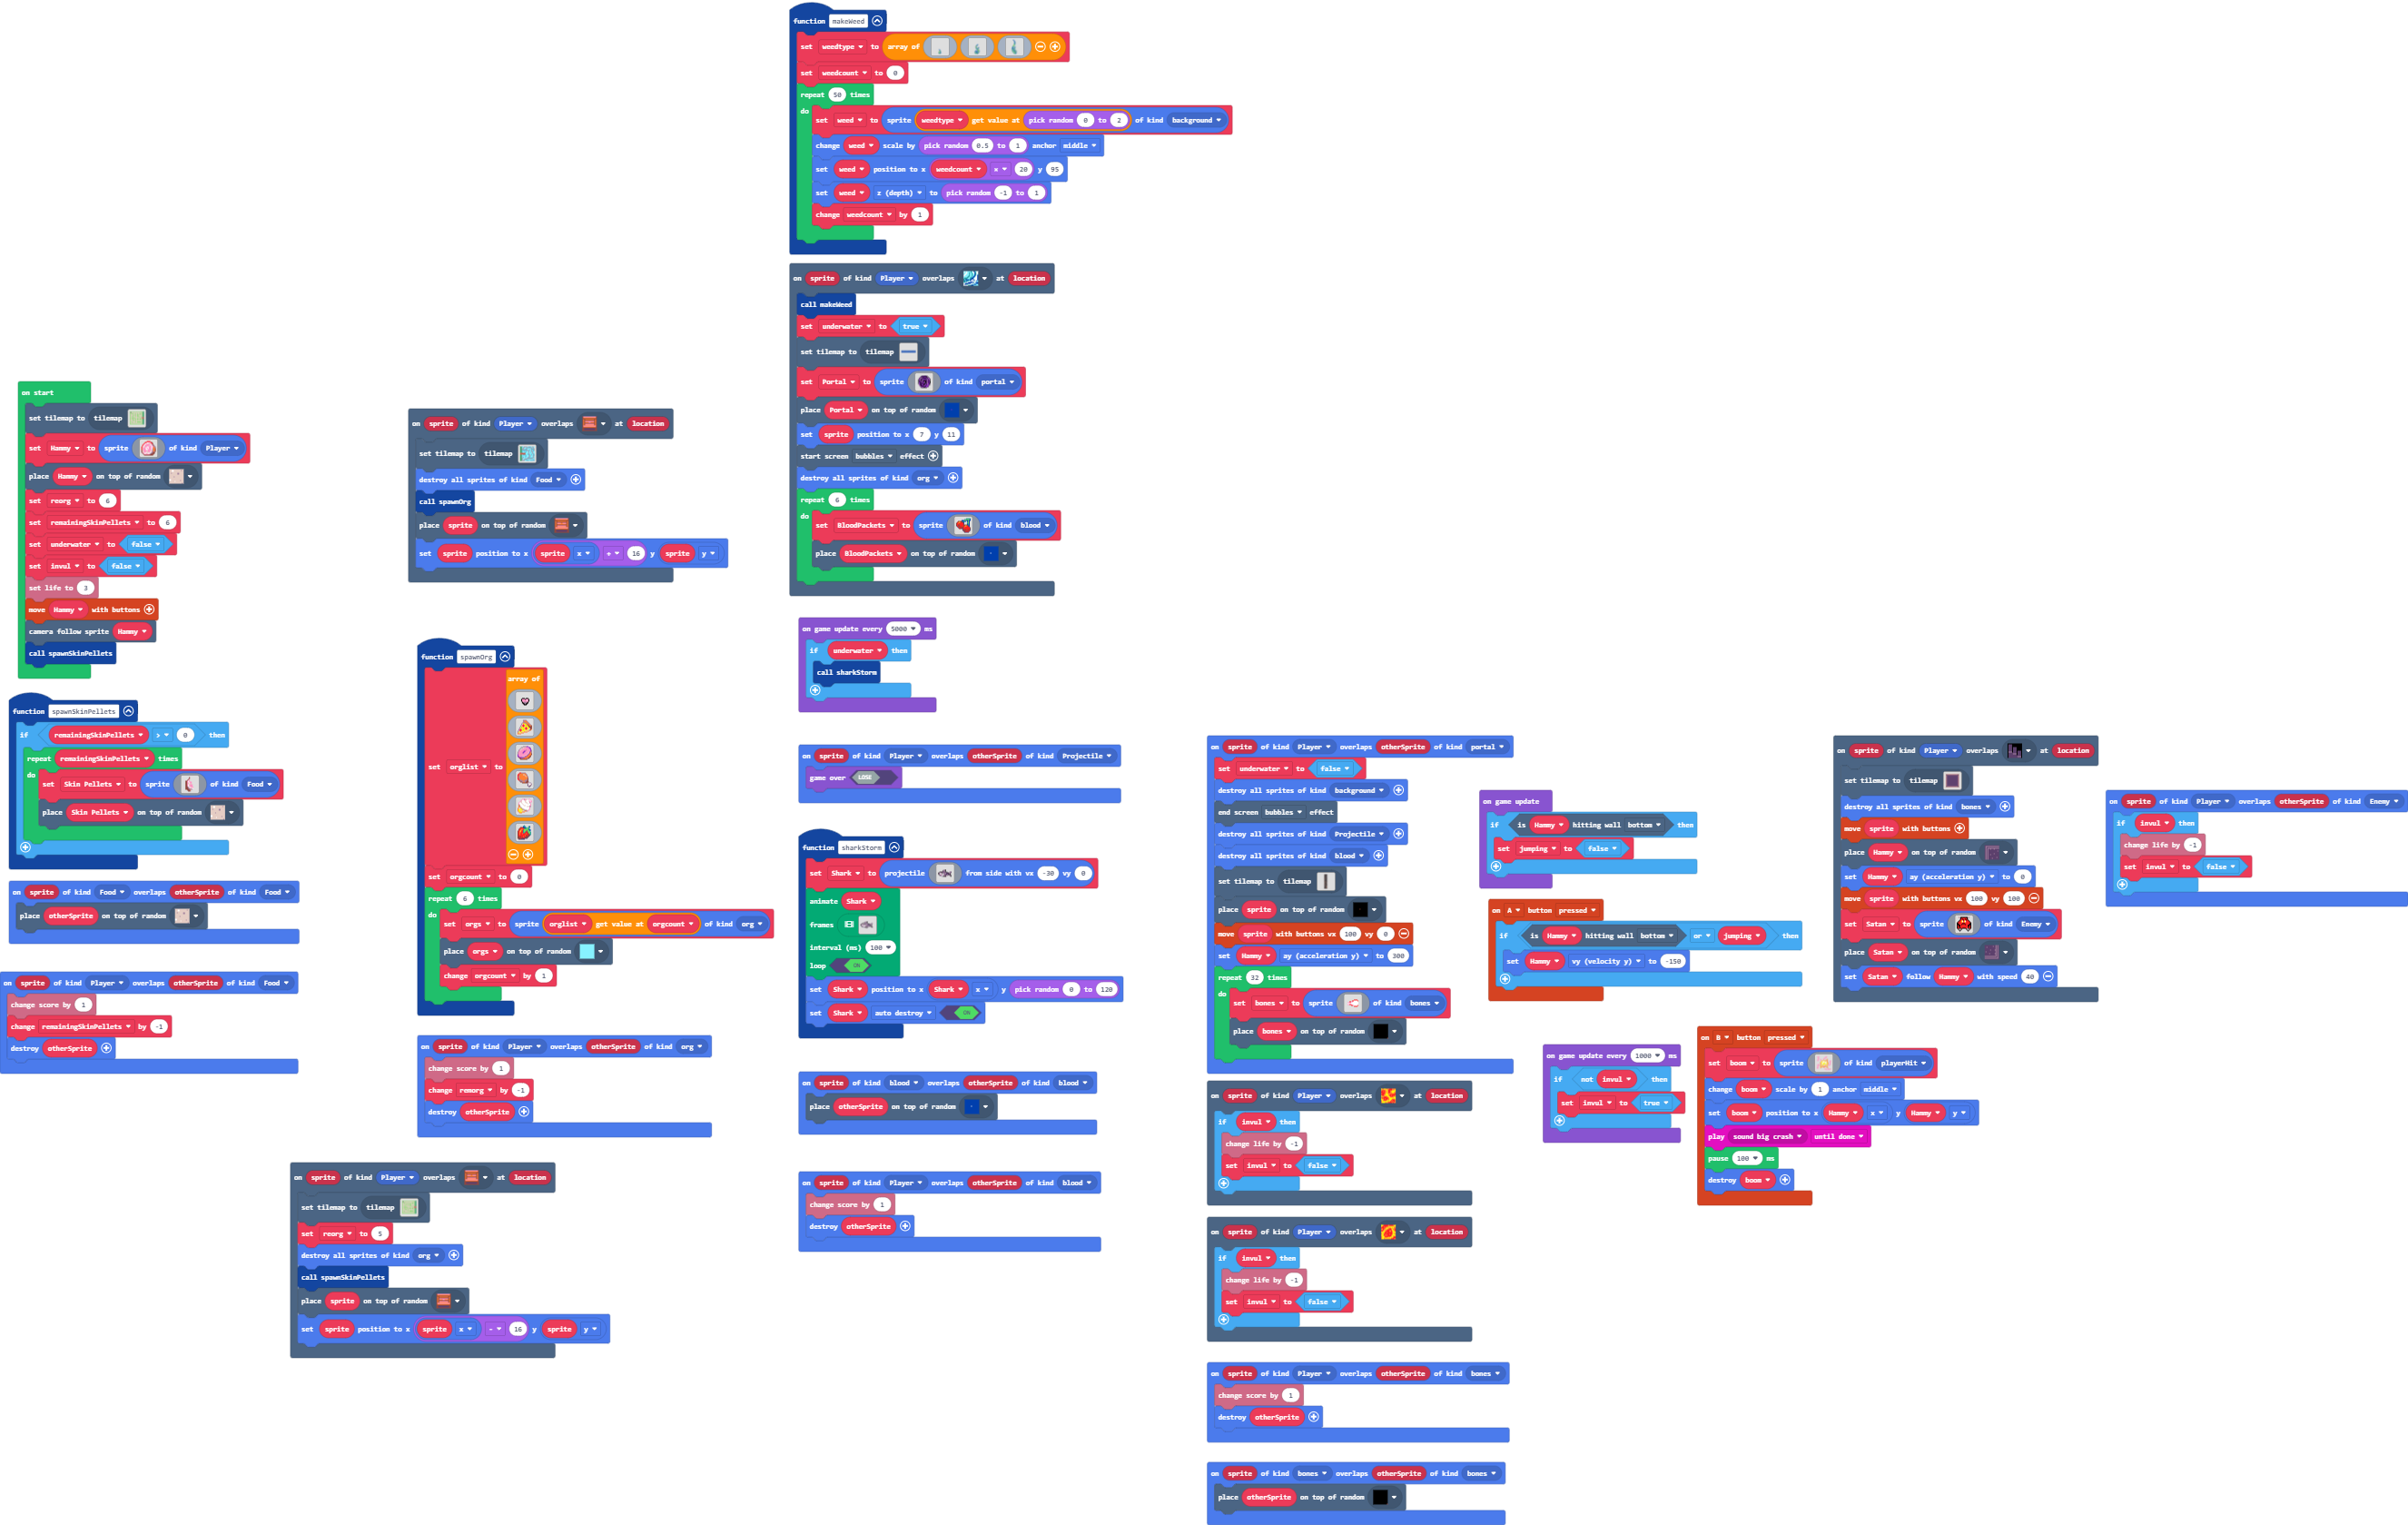 function makeWeed
set weedtype to array of
set weedcount to 0
repeat 50 times
do
set weed to sprite weedtype get value at pick random 0 to 2 of kind background
change weed scale by pick random 0.5 to 1 anchor middle
set weed position to x weedcount × 20 y 95
set weed z (depth) to pick random -1 to 1
change weedcount by 1
on sprite of kind Player overlaps at location
call makeWeed
set underwater to true
set tilemap to tilemap
set Portal to sprite of kind portal
place Portal on top of random
set sprite position to x 7 y 11
start screen bubbles effect
destroy all sprites of kind org
repeat 6 times
do
set BloodPackets to sprite of kind blood
place BloodPackets on top of random
on start
set tilemap to tilemap
set Hammy to sprite of kind Player
place Hammy on top of random
set reorg to 6
set remainingSkinPellets to 6
set underwater to false
set invul to false
set life to 3
move Hammy with buttons
camera follow sprite Hammy
call spawnSkinPellets
function spawnSkinPellets
if remainingSkinPellets > 0 then
repeat remainingSkinPellets times
do
set Skin Pellets to sprite of kind Food
place Skin Pellets on top of random
on sprite of kind Food overlaps otherSprite of kind Food
place otherSprite on top of random
on sprite of kind Player overlaps otherSprite of kind Food
change score by 1
change remainingSkinPellets by -1
destroy otherSprite
on sprite of kind Player overlaps at location
set tilemap to tilemap
destroy all sprites of kind Food
call spawnOrg
place sprite on top of random
set sprite position to x sprite x + 16 y sprite y
function spawnOrg
set orglist to array of
set orgcount to 0
repeat 6 times
do
set orgs to sprite orglist get value at orgcount of kind org
place orgs on top of random
change orgcount by 1
on sprite of kind Player overlaps otherSprite of kind org
change score by 1
change remorg by -1
destroy otherSprite
on sprite of kind Player overlaps at location
set tilemap to tilemap
set reorg to 5
destroy all sprites of kind org
call spawnSkinPellets
place sprite on top of random
set sprite position to x sprite x - 16 y sprite y
on game update every 5000 ms
if underwater then
call sharkStorm
on sprite of kind Player overlaps otherSprite of kind Projectile
game over LOSE
function sharkStorm
set Shark to projectile from side with vx -30 vy 0
animate Shark
frames
interval (ms) 100
loop ON
set Shark position to x Shark x y pick random 0 to 120
set Shark auto destroy ON
on sprite of kind blood overlaps otherSprite of kind blood
place otherSprite on top of random
on sprite of kind Player overlaps otherSprite of kind blood
change score by 1
destroy otherSprite
on sprite of kind Player overlaps otherSprite of kind portal
set underwater to false
destroy all sprites of kind background
end screen bubbles effect
destroy all sprites of kind Projectile
destroy all sprites of kind blood
set tilemap to tilemap
place sprite on top of random
move sprite with buttons vx 100 vy 0
set Hammy ay (acceleration y) to 300
repeat 32 times
do
set bones to sprite of kind bones
place bones on top of random
on sprite of kind Player overlaps at location
if invul then
change life by -1
set invul to false
on sprite of kind Player overlaps at location
if invul then
change life by -1
set invul to false
on sprite of kind Player overlaps otherSprite of kind bones
change score by 1
destroy otherSprite
on sprite of kind bones overlaps otherSprite of kind bones
place otherSprite on top of random
on game update
if is Hammy hitting wall bottom then
set jumping to false
on A button pressed
if is Hammy hitting wall bottom or jumping then
set Hammy vy (velocity y) to -150
on game update every 1000 ms
if not invul then
set invul to true
on B button pressed
set boom to sprite of kind playerHit
change boom scale by 1 anchor middle
set boom position to x Hammy x y Hammy y
play sound big crash until done
pause 100 ms
destroy boom
on sprite of kind Player overlaps at location
set tilemap to tilemap
destroy all sprites of kind bones
move sprite with buttons
place Hammy on top of random
set Hammy ay (acceleration y) to 0
move sprite with buttons vx 100 vy 100
set Satan to sprite of kind Enemy
place Satan on top of random
set Satan follow Hammy with speed 40
on sprite of kind Player overlaps otherSprite of kind Enemy
if invul then
change life by -1
set invul to false